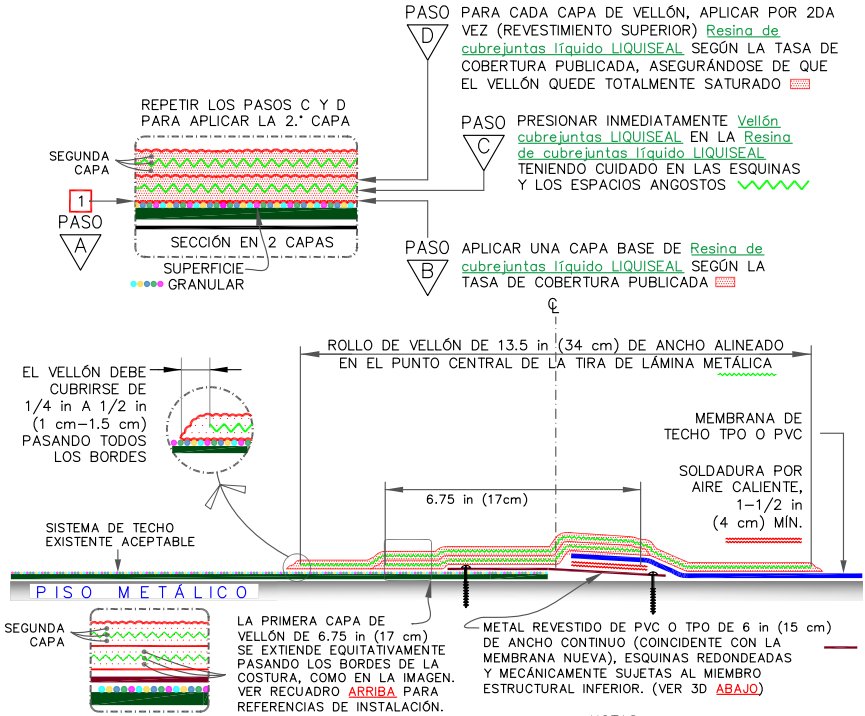 PASO
D
PARA CADA CAPA DE VELLÓN, APLICAR POR 2DA
VEZ (REVESTIMIENTO SUPERIOR) Resina de
cubrejuntas líquido LIQUISEAL SEGÚN LA TASA DE
COBERTURA PUBLICADA, ASEGURÁNDOSE DE QUE
EL VELLÓN QUEDE TOTALMENTE SATURADO
REPETIR LOS PASOS C Y D
PARA APLICAR LA 2.ª CAPA
PASO
C
PRESIONAR INMEDIATAMENTE Vellón
cubrejuntas LIQUISEAL EN LA Resina
de cubrejuntas líquido LIQUISEAL
TENIENDO CUIDADO EN LAS ESQUINAS
Y LOS ESPACIOS ANGOSTOS
SEGUNDA
CAPA
1
PASO
A
SECCIÓN EN 2 CAPAS
SUPERFICIE
GRANULAR
PASO
B
APLICAR UNA CAPA BASE DE Resina de
cubrejuntas líquido LIQUISEAL SEGÚN LA
TASA DE COBERTURA PUBLICADA
℄
ROLLO DE VELLÓN DE 13.5 in (34 cm) DE ANCHO ALINEADO
EN EL PUNTO CENTRAL DE LA TIRA DE LÁMINA METÁLICA
EL VELLÓN DEBE
CUBRIRSE DE
1/4 in A 1/2 in
(1 cm–1.5 cm)
PASANDO TODOS
LOS BORDES
MEMBRANA DE
TECHO TPO O PVC
SOLDADURA POR
AIRE CALIENTE,
1–1/2 in
(4 cm) MÍN.
6.75 in (17cm)
SISTEMA DE TECHO
EXISTENTE ACEPTABLE
PISO METÁLICO
SEGUNDA
CAPA
LA PRIMERA CAPA DE
VELLÓN DE 6.75 in (17 cm)
SE EXTIENDE EQUITATIVAMENTE
PASANDO LOS BORDES DE LA
COSTURA, COMO EN LA IMAGEN.
VER RECUADRO ARRIBA PARA
REFERENCIAS DE INSTALACIÓN.
METAL REVESTIDO DE PVC O TPO DE 6 in (15 cm)
DE ANCHO CONTINUO (COINCIDENTE CON LA
MEMBRANA NUEVA), ESQUINAS REDONDEADAS
Y MECÁNICAMENTE SUJETAS AL MIEMBRO
ESTRUCTURAL INFERIOR. (VER 3D ABAJO)